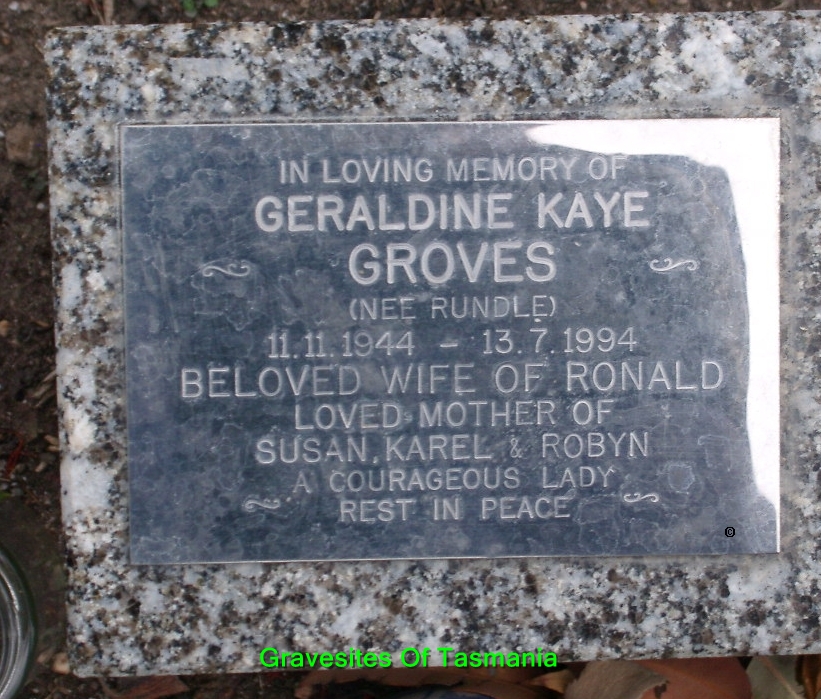 IN LOVING MEMORY OF
GERALDINE KAYE
GROVES
(NEE RUNDLE)
11.11.1944 - 13.7.1994
BELOVED WIFE OF RONALD
LOVED MOTHER OF
SUSAN, KAREL & ROBYN
A COURAGEOUS LADY
REST IN PEACE
©
Gravesites Of Tasmania